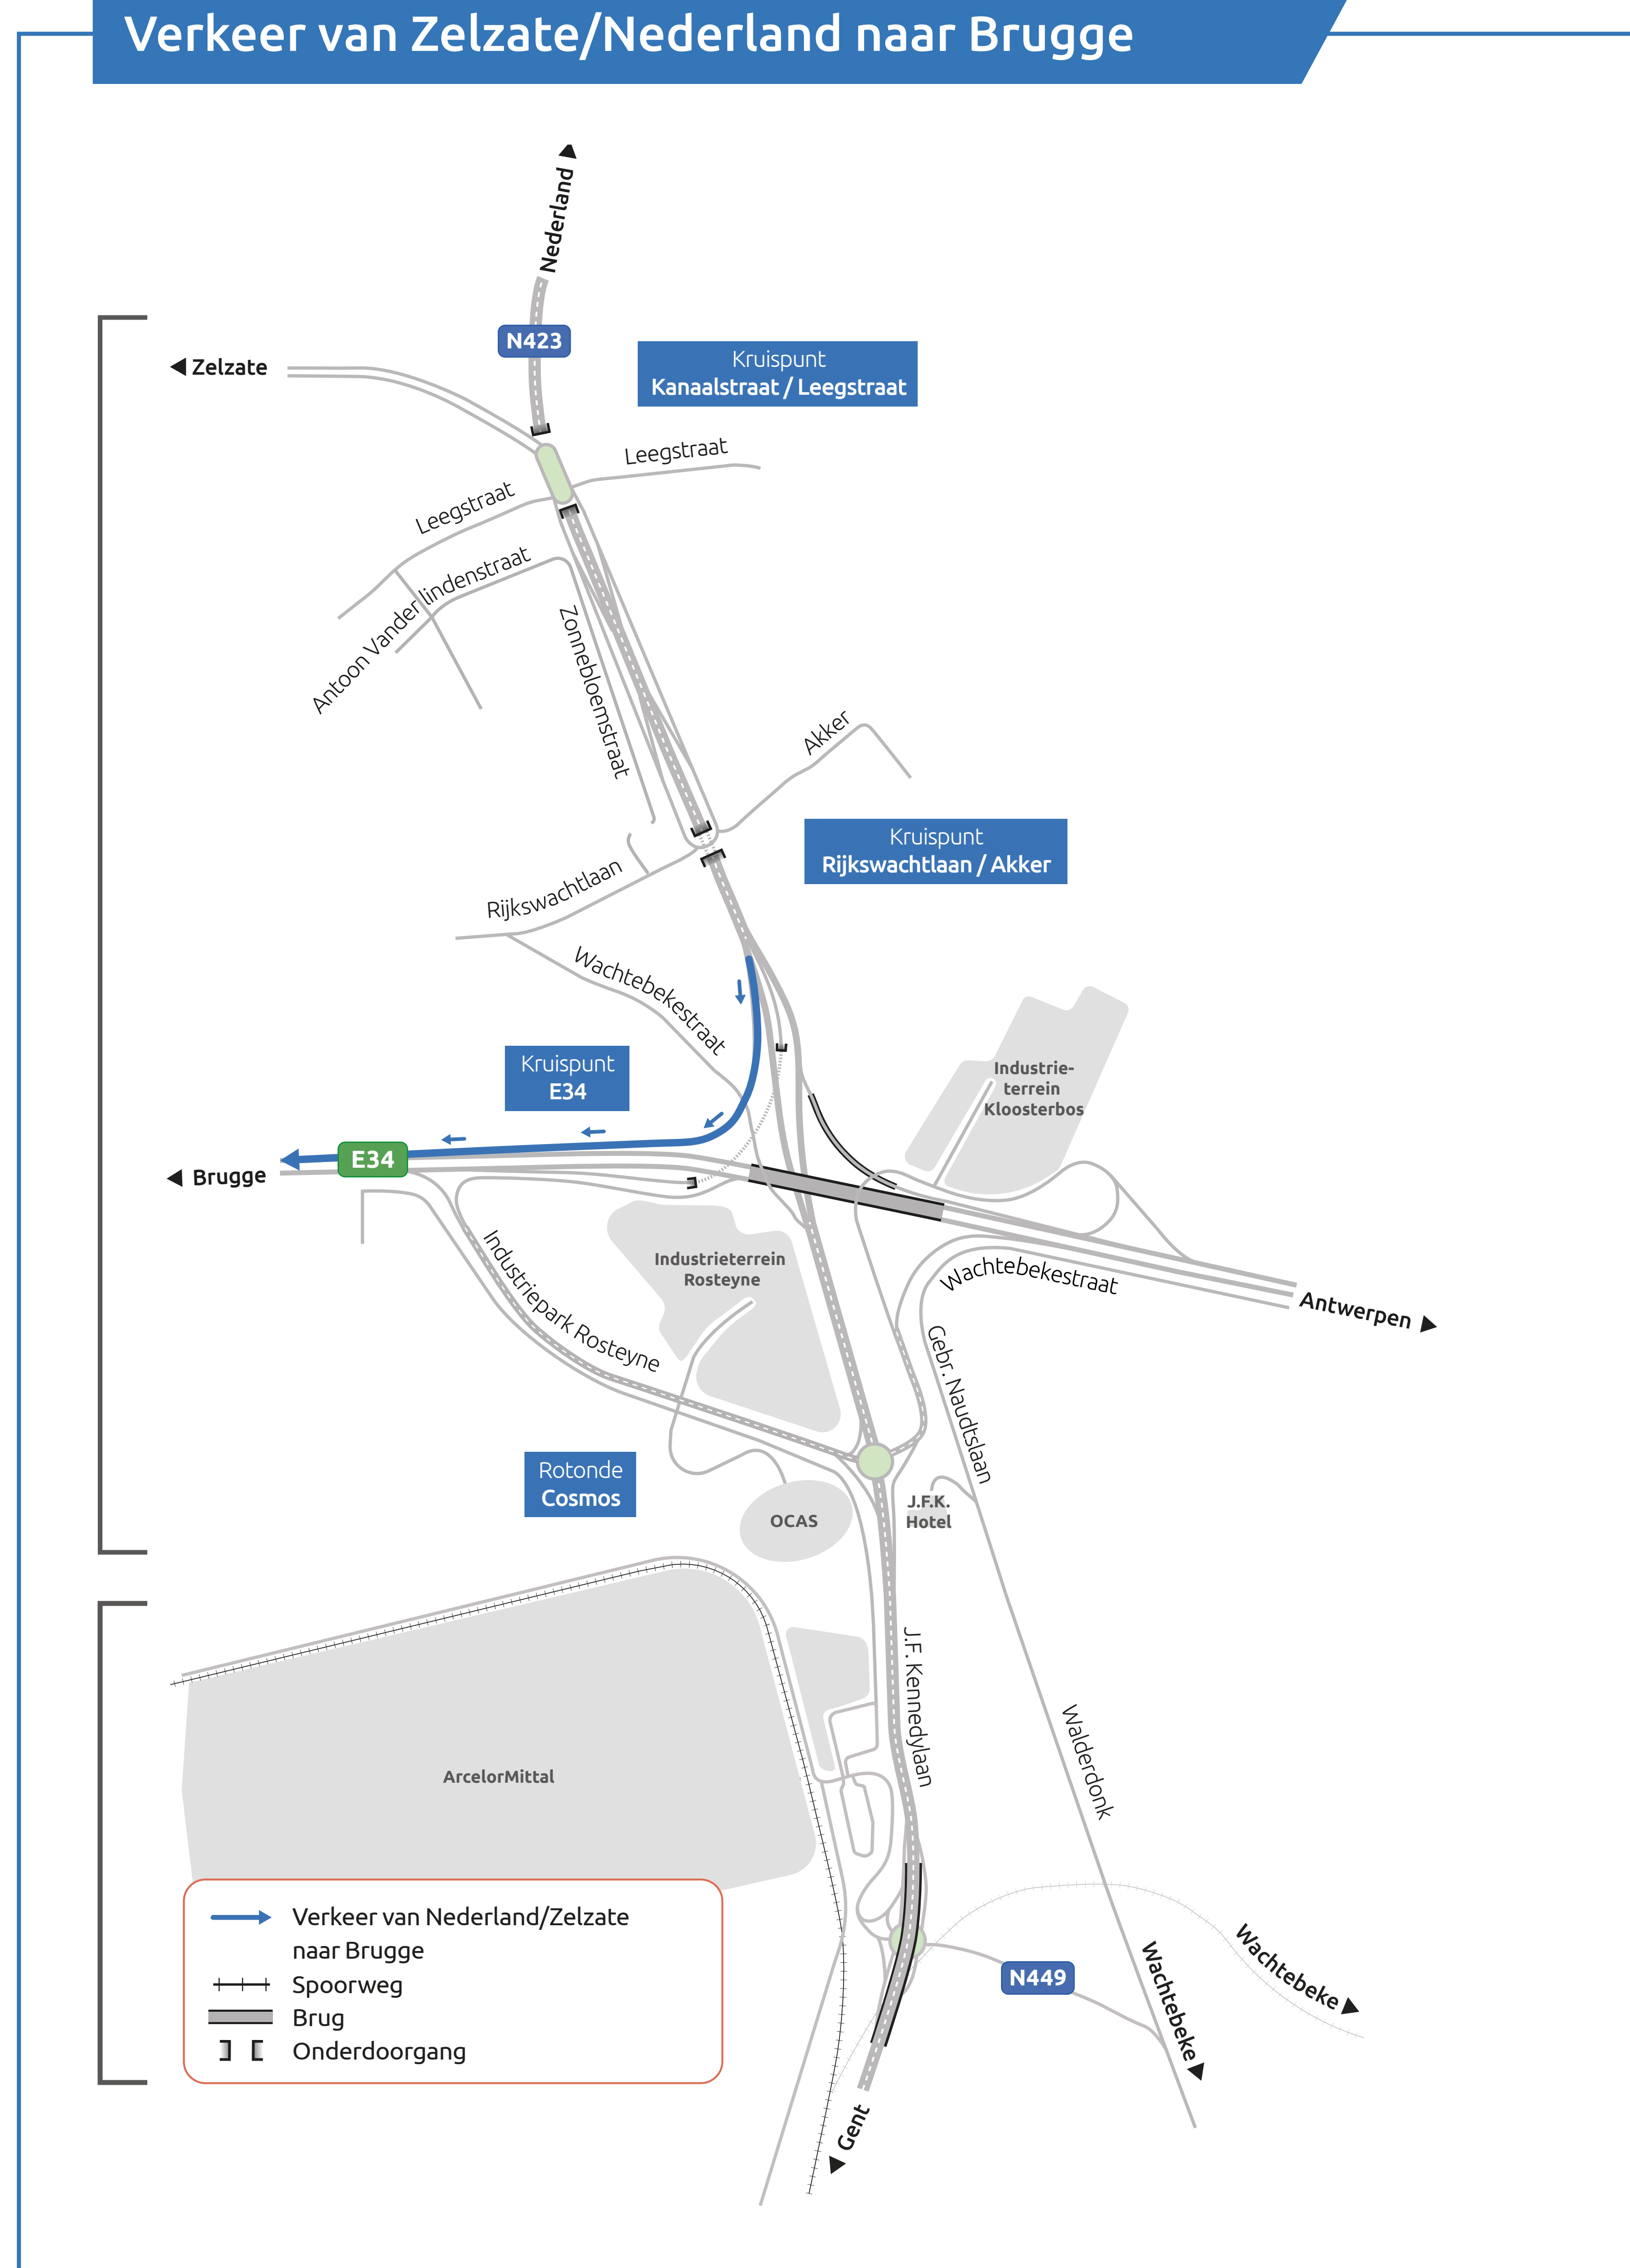 Verkeer van Zelzate/Nederland naar Brugge
Nederland
N423
Zelzate
Kruispunt
Kanaalstraat / Leegstraat
Leegstraat
Leegstraat
Antoon Vander lindenstraat
Zonnebloemstraat
Akker
Kruispunt
Rijkswachtlaan / Akker
Rijkswachtlaan
Wachtebekestraat
Kruispunt
E34
Industrie-
terrein
Kloosterbos
E34
Brugge
Industrieterrein
Rosteyne
Wachtebekestraat
Antwerpen
Industriepark Rosteyne
Gebr. Naudtslaan
Rotonde
Cosmos
OCAS
J.F.K.
Hotel
J.F. Kennedylaan
Walderdonk
ArcelorMittal
Verkeer van Nederland/Zelzate
naar Brugge
Spoorweg
Brug
Onderdoorgang
N449
Wachtebeke
Wachtebeke
Gent